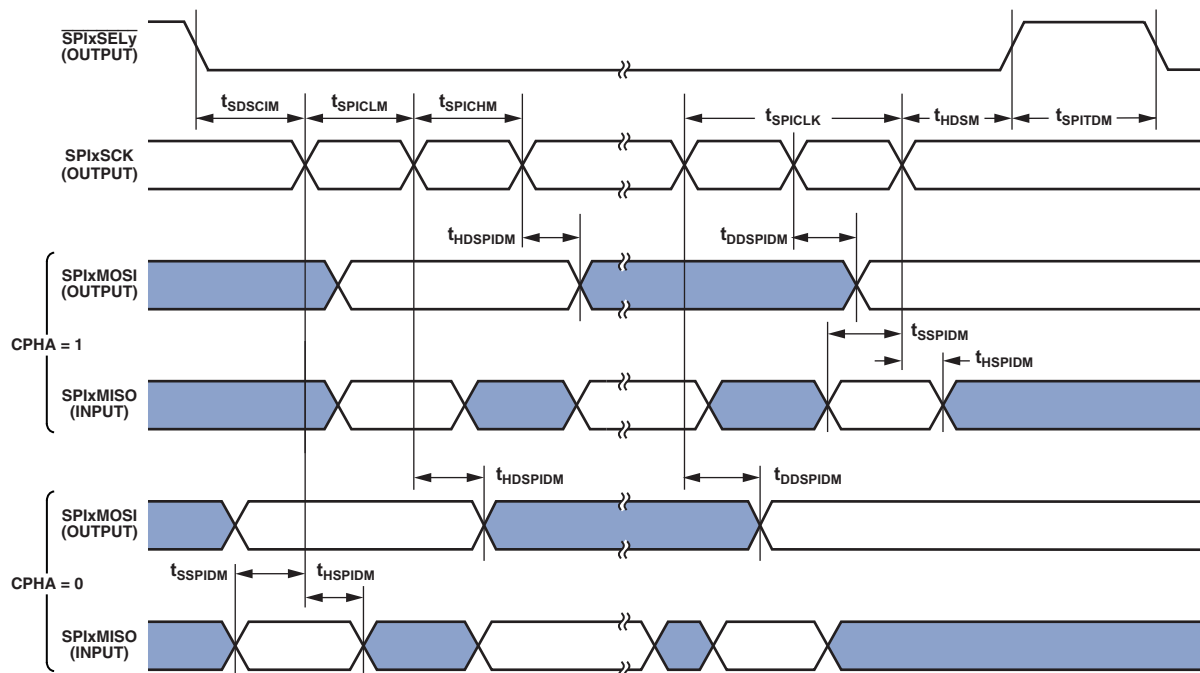 SPIxSELy
(OUTPUT)
tSDSCIM tSPICLM tSPICHM tSPICLK tHDSM tSPITDM
SPIxSCK
(OUTPUT)
tHDSPIDM tDDSPIDM
SPIxMOSI
(OUTPUT)
tSSPIDM
CPHA = 1
tHSPIDM
SPIxMISO
(INPUT)
tHDSPIDM tDDSPIDM
SPIxMOSI
(OUTPUT)
tSSPIDM tHSPIDM
CPHA = 0
SPIxMISO
(INPUT)